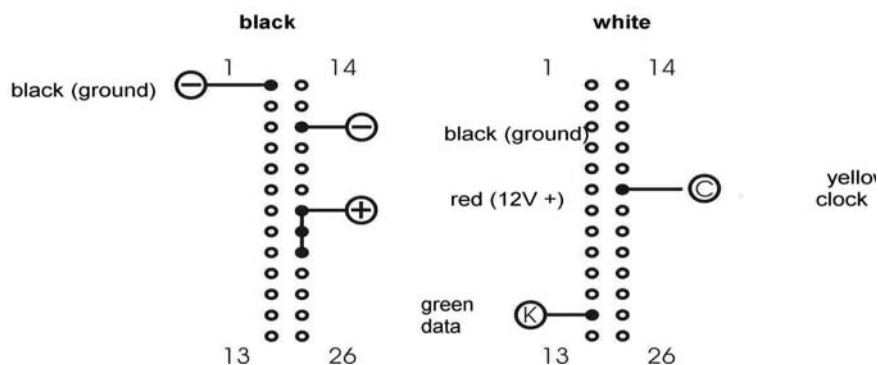 black
white
1
14
1
14
black (ground)
−
−
black (ground)
red (12V +)
C
yellow
clock
+
green
data
K
13
26
13
26